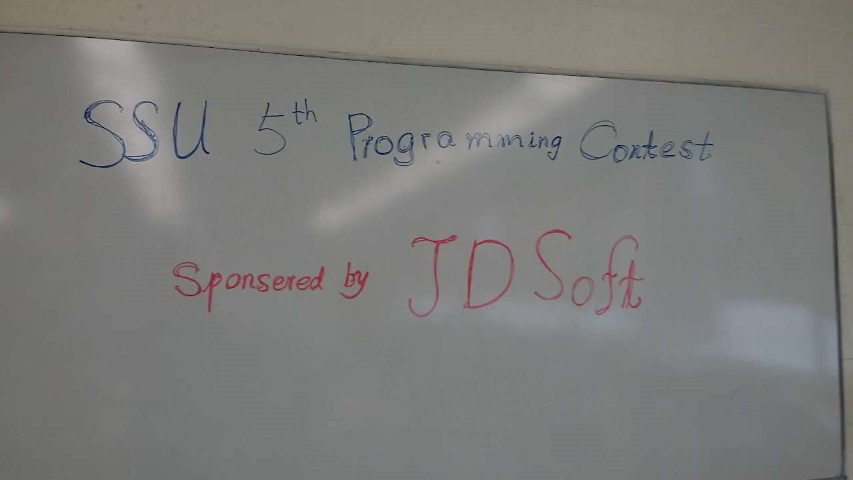 SSU 5th Programming Contest
Sponsered by JD Soft